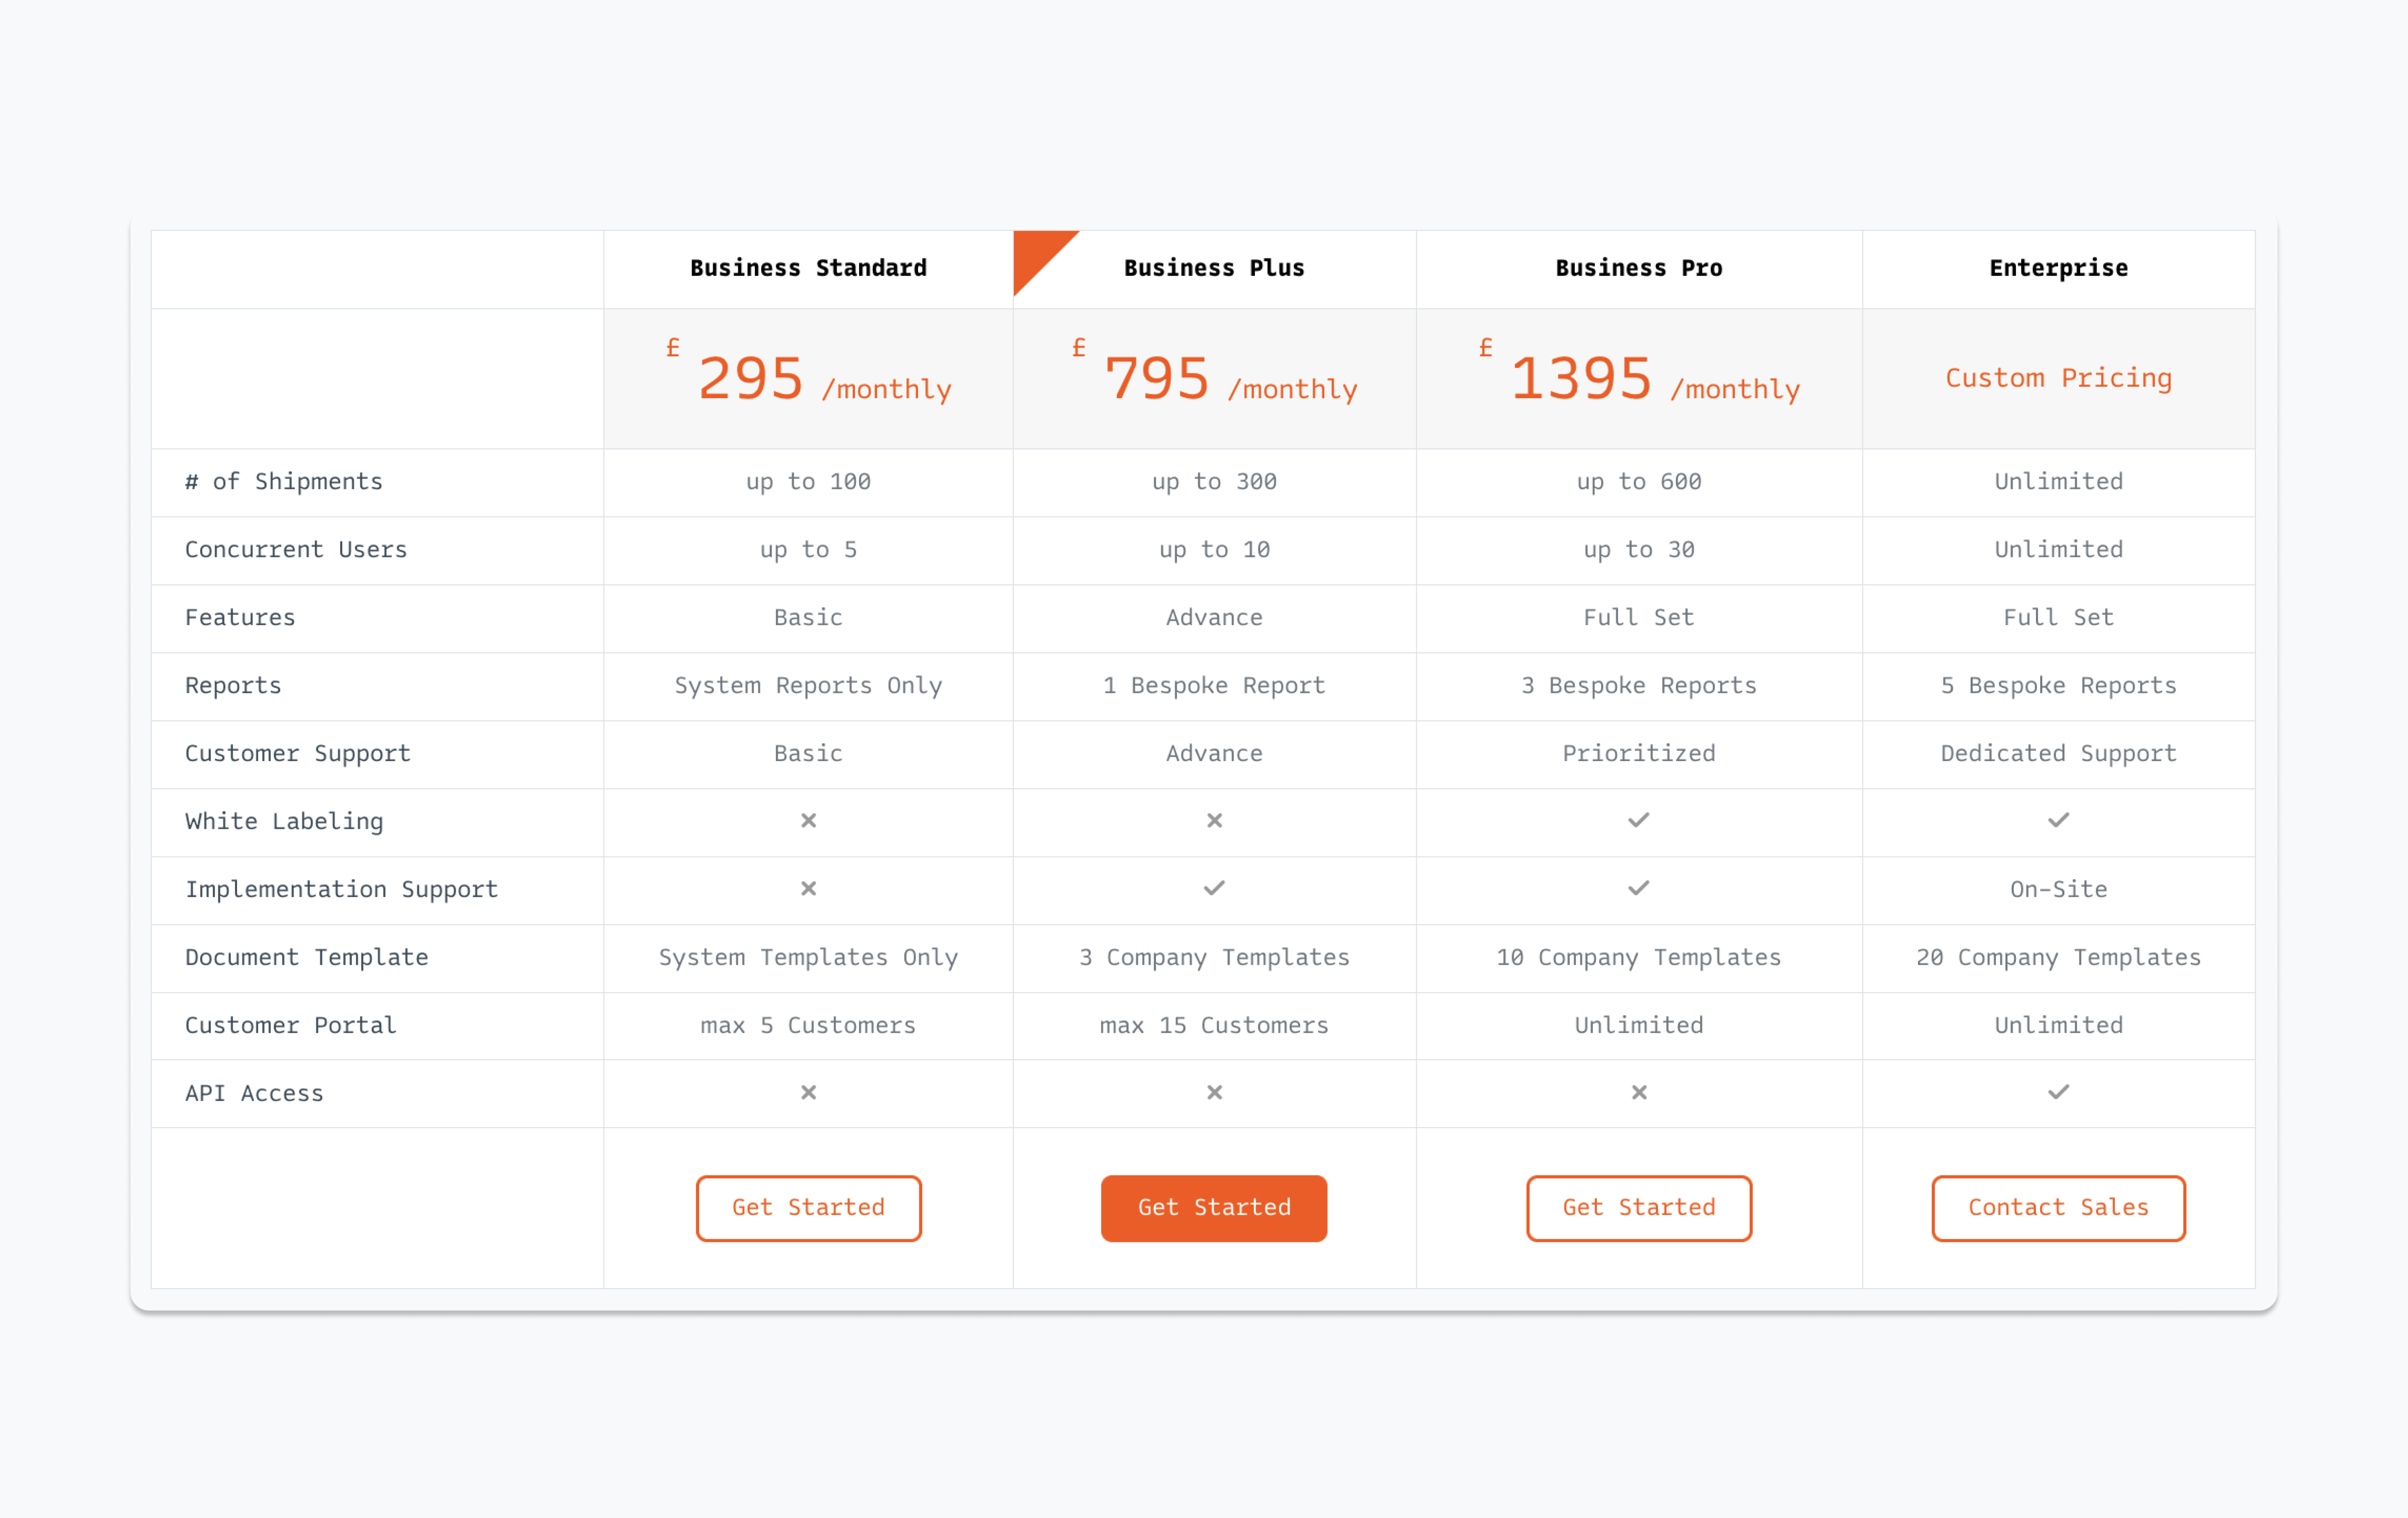 Business Standard Business Plus Business Pro Enterprise
£ 295 /monthly £ 795 /monthly £ 1395 /monthly Custom Pricing
# of Shipments up to 100 up to 300 up to 600 Unlimited
Concurrent Users up to 5 up to 10 up to 30 Unlimited
Features Basic Advance Full Set Full Set
Reports System Reports Only 1 Bespoke Report 3 Bespoke Reports 5 Bespoke Reports
Customer Support Basic Advance Prioritized Dedicated Support
White Labeling × × ✓ ✓
Implementation Support × ✓ ✓ On-Site
Document Template System Templates Only 3 Company Templates 10 Company Templates 20 Company Templates
Customer Portal max 5 Customers max 15 Customers Unlimited Unlimited
API Access × × × ✓
Get Started Get Started Get Started Contact Sales